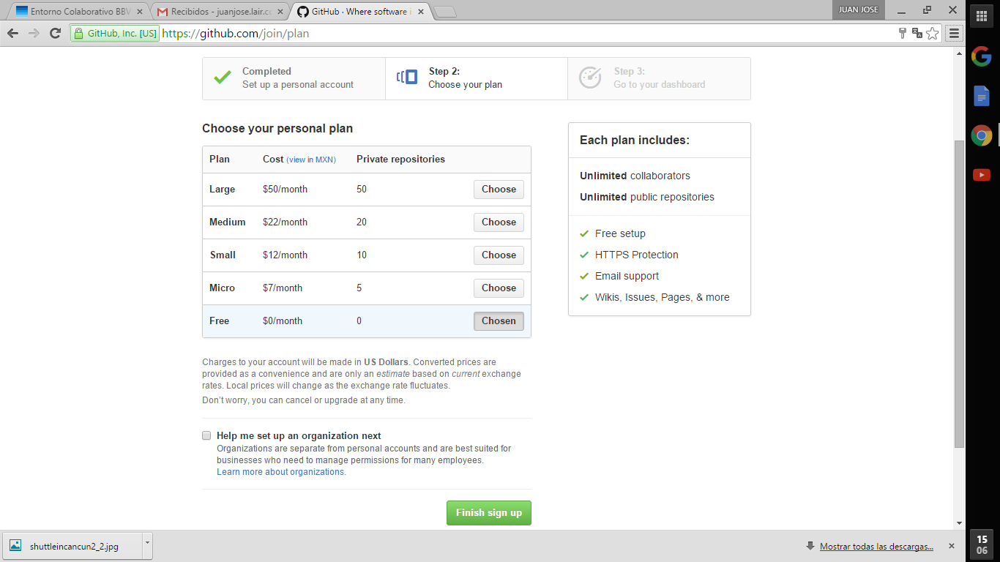 Entorno Colaborativo BBV
Recibidos - juanjose.lair.c
GitHub · Where software i
JUAN JOSE
GitHub, Inc. [US]
https://github.com/join/plan
Completed
Set up a personal account
Step 2:
Choose your plan
Step 3:
Go to your dashboard
Choose your personal plan
Plan Cost (view in MXN) Private repositories
Large $50/month 50 Choose
Medium $22/month 20 Choose
Small $12/month 10 Choose
Micro $7/month 5 Choose
Free $0/month 0 Chosen
Charges to your account will be made in US Dollars. Converted prices are
provided as a convenience and are only an estimate based on current exchange
rates. Local prices will change as the exchange rate fluctuates.
Don't worry, you can cancel or upgrade at any time.
Help me set up an organization next
Organizations are separate from personal accounts and are best suited for
businesses who need to manage permissions for many employees.
Learn more about organizations.
Finish sign up
Each plan includes:
Unlimited collaborators
Unlimited public repositories
Free setup
HTTPS Protection
Email support
Wikis, Issues, Pages, & more
shuttleincancun2_2.jpg
Mostrar todas las descargas...
15
06